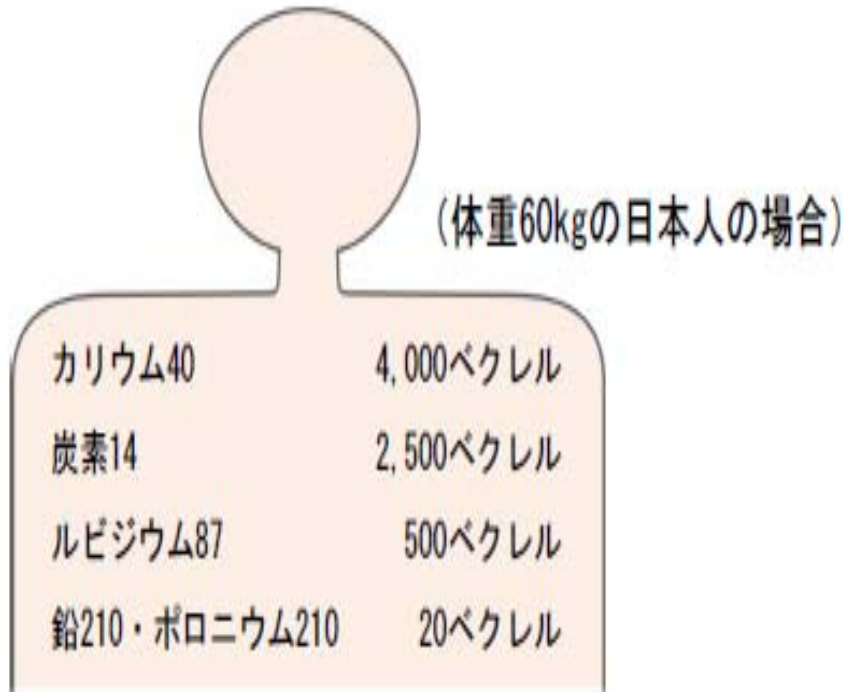 (体重60kgの日本人の場合)
カリウム40 4,000ベクレル
炭素14 2,500ベクレル
ルビジウム87 500ベクレル
鉛210・ポロニウム210 20ベクレル